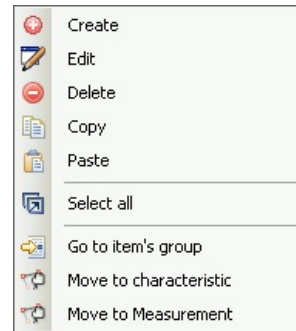 Create
Edit
Delete
Copy
Paste
Select all
Go to item's group
Move to characteristic
Move to Measurement